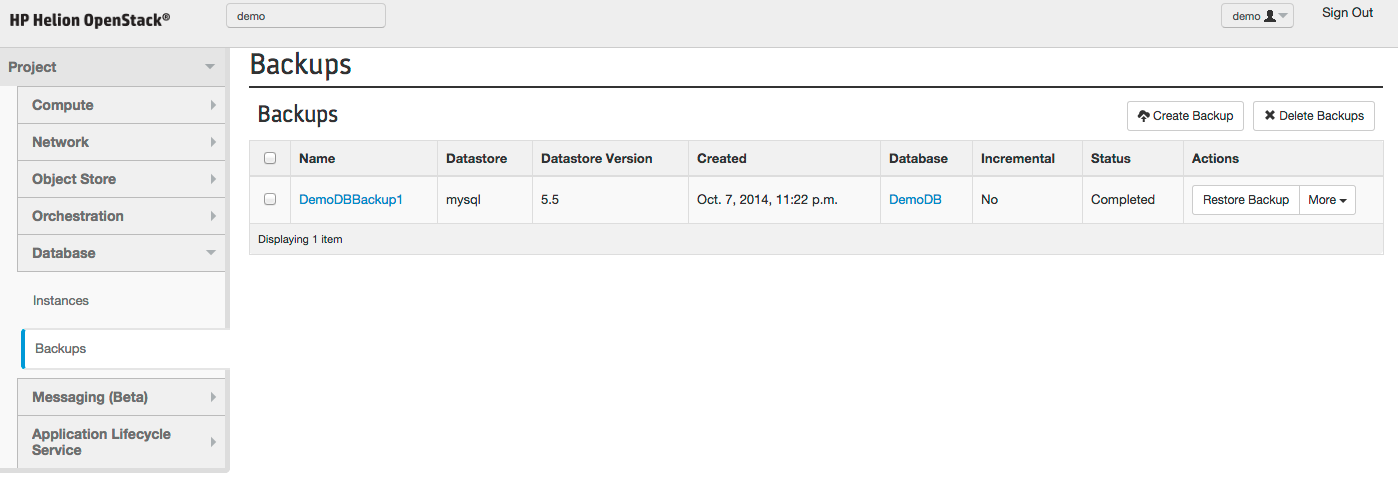 HP Helion OpenStack®
demo
demo
Sign Out
Project
Compute
Network
Object Store
Orchestration
Database
Instances
Backups
Messaging (Beta)
Application Lifecycle
Service
Backups
Backups
Create Backup
Delete Backups
Name Datastore Datastore Version Created Database Incremental Status Actions
DemoDBBackup1 mysql 5.5 Oct. 7, 2014, 11:22 p.m. DemoDB No Completed Restore Backup More
Displaying 1 item